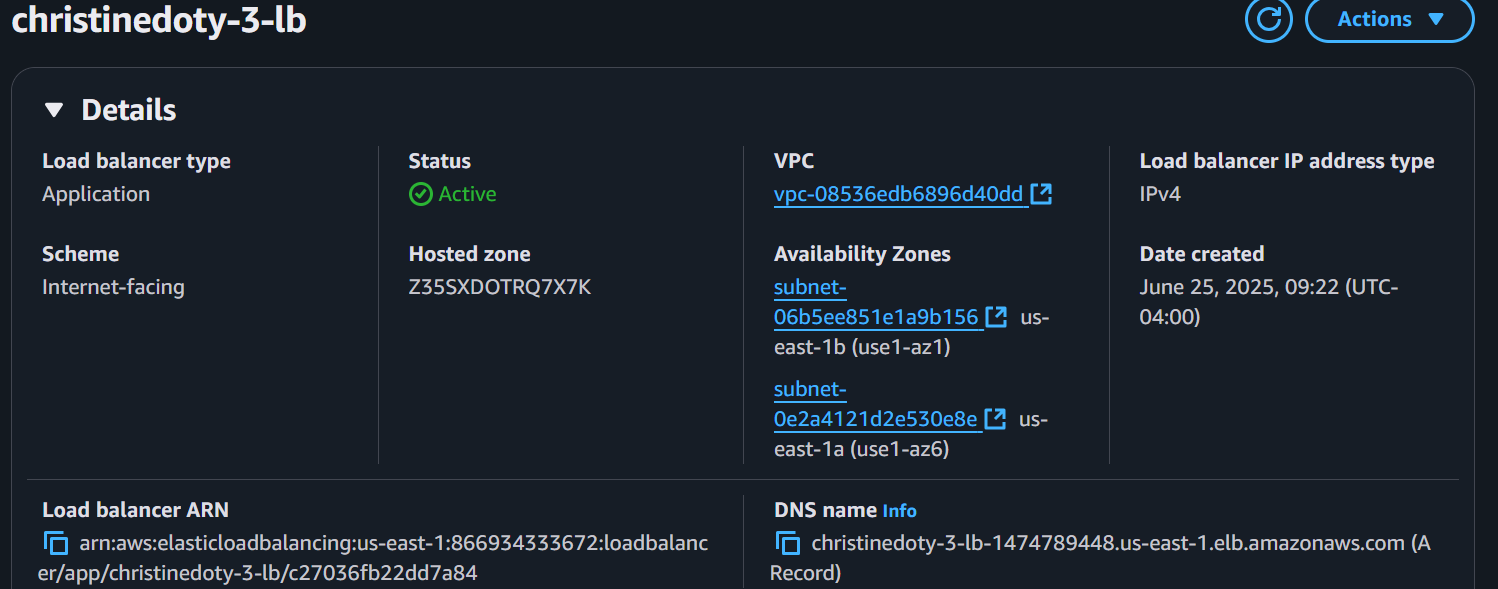 christinedoty-3-lb
Actions
Details
Load balancer type
Application
Status
Active
VPC
vpc-08536edb6896d40dd
Load balancer IP address type
IPv4
Scheme
Internet-facing
Hosted zone
Z35SXDOTRQ7X7K
Availability Zones
subnet-
06b5ee851e1a9b156 us-
east-1b (use1-az1)
subnet-
0e2a4121d2e530e8e us-
east-1a (use1-az6)
Date created
June 25, 2025, 09:22 (UTC-
04:00)
Load balancer ARN
arn:aws:elasticloadbalancing:us-east-1:866934333672:loadbalanc
er/app/christinedoty-3-lb/c27036fb22dd7a84
DNS name Info
christinedoty-3-lb-1474789448.us-east-1.elb.amazonaws.com (A
Record)